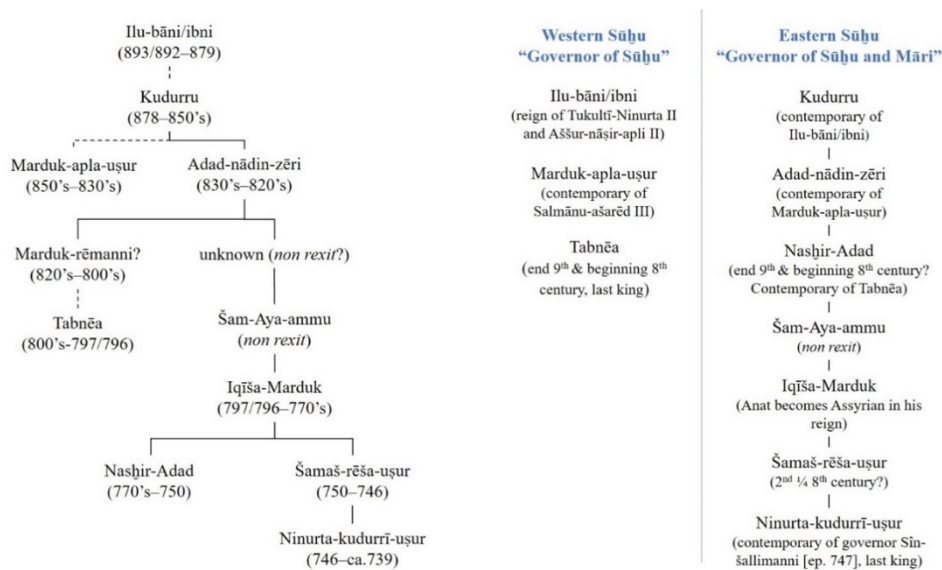 Ilu-bāni/ibni
(893/892–879)
Kudurru
(878–850's)
Marduk-apla-uṣur
(850's–830's)
Adad-nādin-zēri
(830's–820's)
Marduk-rēmanni?
(820's–800's)
unknown (non rexit?)
Tabnēa
(800's-797/796)
Šam-Aya-ammu
(non rexit)
Iqīša-Marduk
(797/796–770's)
Nasḫir-Adad
(770's–750)
Šamaš-rēša-uṣur
(750–746)
Ninurta-kudurrī-uṣur
(746–ca.739)
Western Sūḫu
“Governor of Sūḫu”
Ilu-bāni/ibni
(reign of Tukultī-Ninurta II
and Aššur-nāṣir-apli II)
Marduk-apla-uṣur
(contemporary of
Salmānu-ašarēd III)
Tabnēa
(end 9th & beginning 8th
century, last king)
Eastern Sūḫu
“Governor of Sūḫu and Māri”
Kudurru
(contemporary of
Ilu-bāni/ibni)
Adad-nādin-zēri
(contemporary of
Marduk-apla-uṣur)
Nasḫir-Adad
(end 9th & beginning 8th century?
Contemporary of Tabnēa)
Šam-Aya-ammu
(non rexit)
Iqīša-Marduk
(Anat becomes Assyrian in his
reign)
Šamaš-rēša-uṣur
(2nd ¼ 8th century?)
Ninurta-kudurrī-uṣur
(contemporary of governor Sîn-
šallimanni [ep. 747], last king)